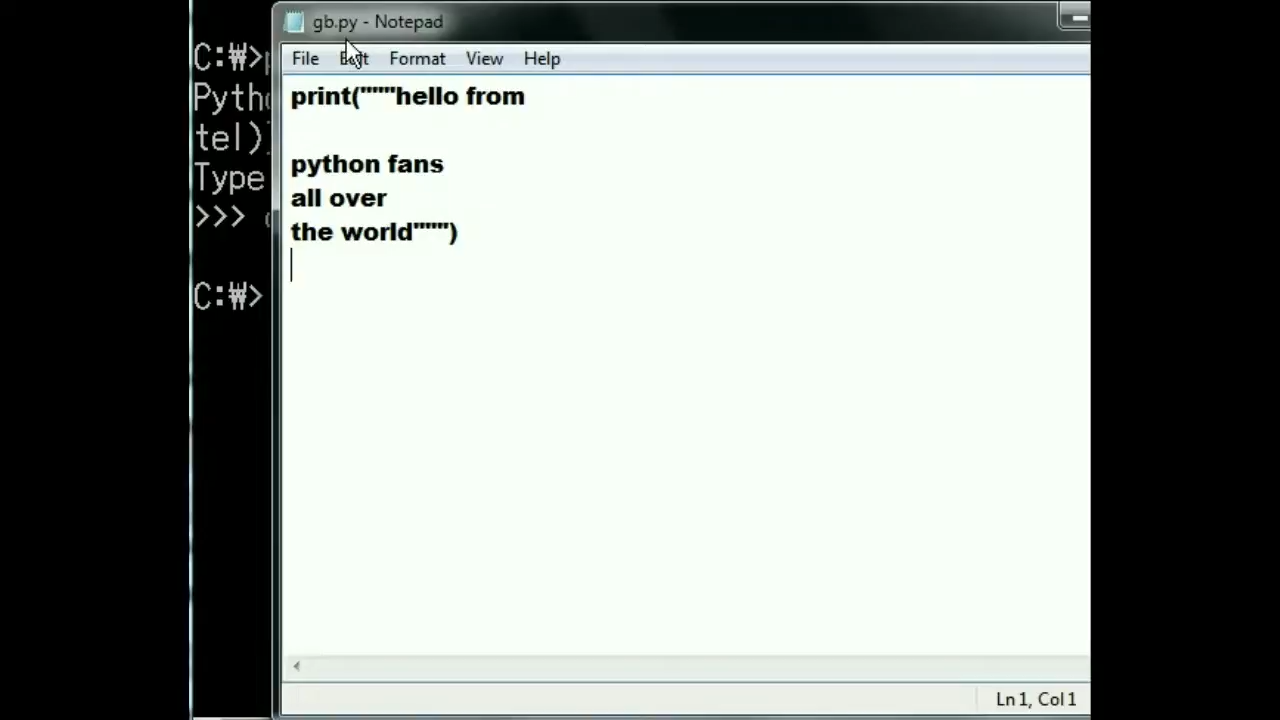 gb.py - Notepad
File Edit Format View Help
print("""hello from
python fans
all over
the world""")
Ln 1, Col 1
C:₩>
Pytho
tel)]
Type
>>>
C:₩>